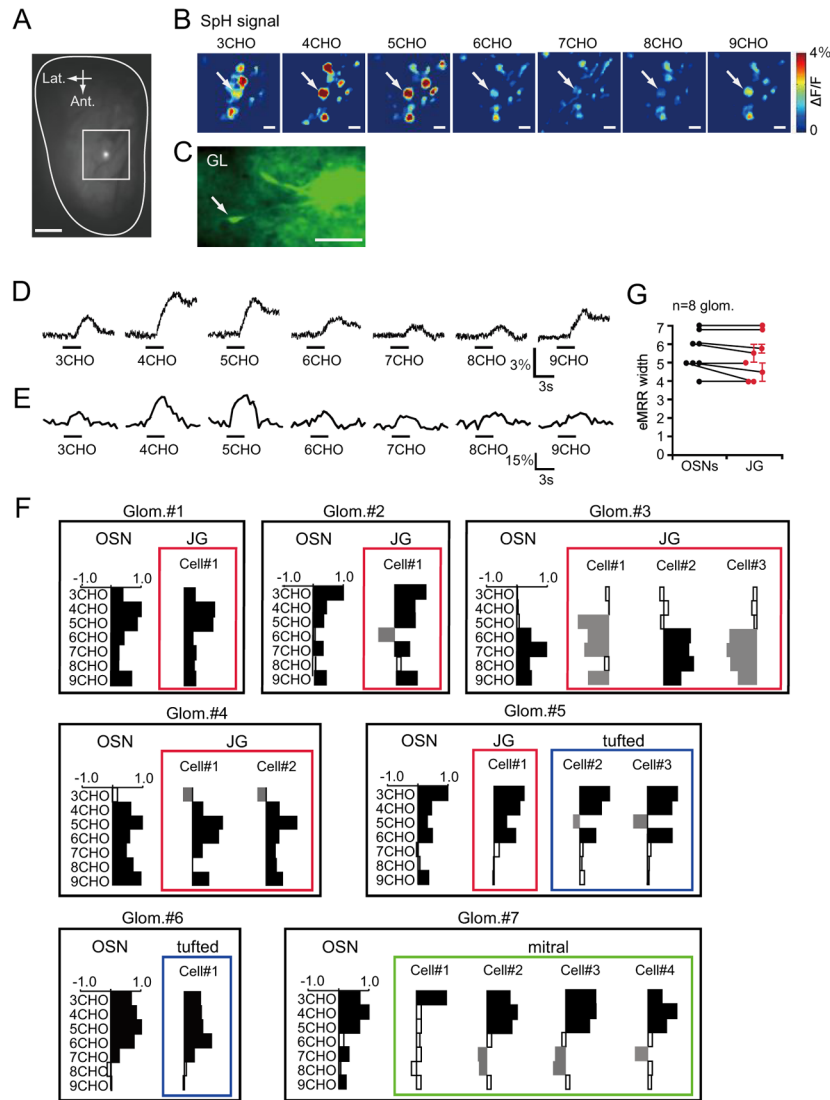 A
Lat.
Ant.
B SpH signal
3CHO 4CHO 5CHO 6CHO 7CHO 8CHO 9CHO
4%
ΔF/F
0
C
GL
D
3CHO 4CHO 5CHO 6CHO 7CHO 8CHO 9CHO
3%
3s
E
3CHO 4CHO 5CHO 6CHO 7CHO 8CHO 9CHO
15%
3s
G
n=8 glom.
7
6
5
4
3
2
1
0
eMRR width
OSNs JG
F
Glom.#1
OSN JG
Cell#1
-1.0 1.0
3CHO
4CHO
5CHO
6CHO
7CHO
8CHO
9CHO
Glom.#2
OSN JG
Cell#1
-1.0 1.0
3CHO
4CHO
5CHO
6CHO
7CHO
8CHO
9CHO
Glom.#3
OSN JG
Cell#1 Cell#2 Cell#3
-1.0 1.0
3CHO
4CHO
5CHO
6CHO
7CHO
8CHO
9CHO
Glom.#4
OSN JG
Cell#1 Cell#2
-1.0 1.0
3CHO
4CHO
5CHO
6CHO
7CHO
8CHO
9CHO
Glom.#5
OSN JG tufted
Cell#1 Cell#2 Cell#3
-1.0 1.0
3CHO
4CHO
5CHO
6CHO
7CHO
8CHO
9CHO
Glom.#6
OSN tufted
Cell#1
-1.0 1.0
3CHO
4CHO
5CHO
6CHO
7CHO
8CHO
9CHO
Glom.#7
OSN mitral
Cell#1 Cell#2 Cell#3 Cell#4
-1.0 1.0
3CHO
4CHO
5CHO
6CHO
7CHO
8CHO
9CHO